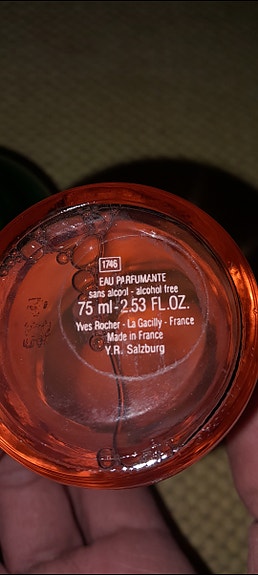 1746
EAU PARFUMANTE
sans alcool - alcohol free
75 ml - 2.53 FL.OZ.
Yves Rocher - La Gacilly - France
Made in France
Y.R. Salzburg